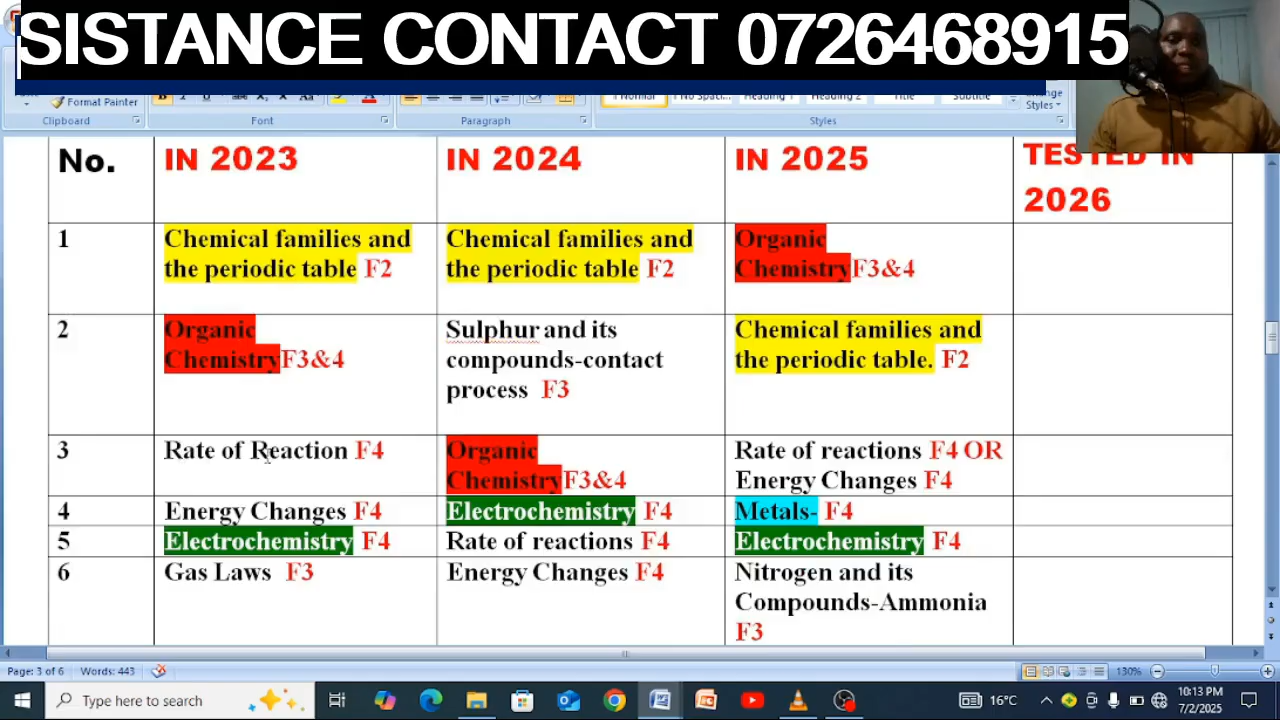 SISTANCE CONTACT 0726468915
Format Painter
Clipboard
Font
Paragraph
Styles
Change
Styles
No.
IN 2023
IN 2024
IN 2025
TESTED IN
2026
1
Chemical families and
the periodic table F2
Chemical families and
the periodic table F2
Organic
ChemistryF3&4
2
Organic
ChemistryF3&4
Sulphur and its
compounds-contact
process F3
Chemical families and
the periodic table. F2
3
Rate of Reaction F4
Organic
ChemistryF3&4
Rate of reactions F4 OR
Energy Changes F4
4
Energy Changes F4
Electrochemistry F4
Metals- F4
5
Electrochemistry F4
Rate of reactions F4
Electrochemistry F4
6
Gas Laws F3
Energy Changes F4
Nitrogen and its
Compounds-Ammonia
F3
Page: 3 of 6
Words: 443
130%
Type here to search
16°C
10:13 PM
7/2/2025